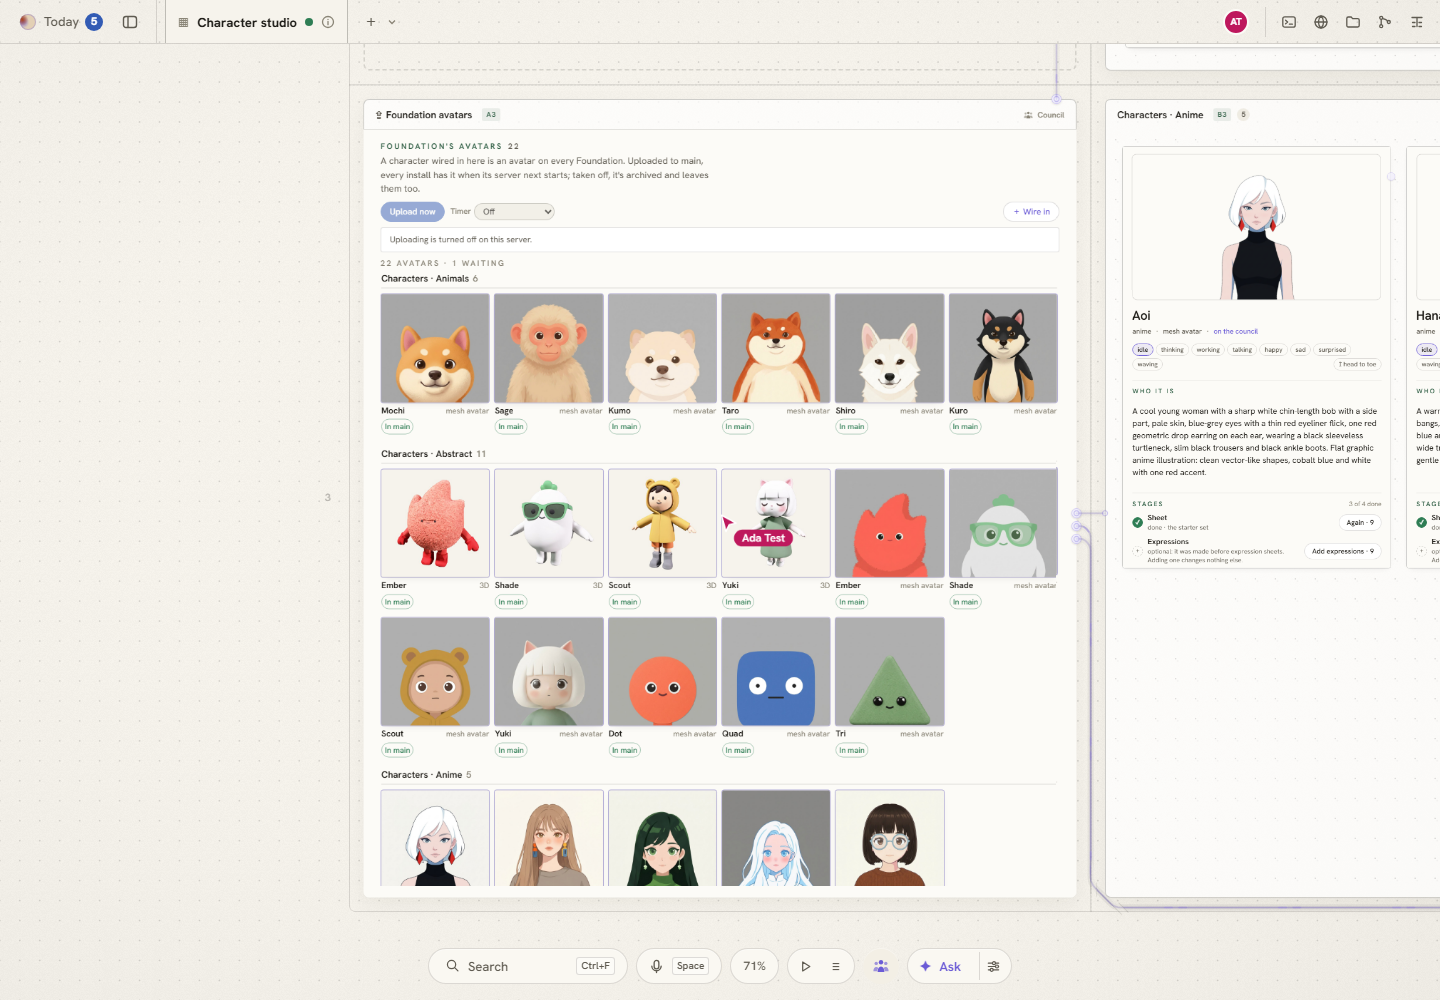 Today 5
Character studio
AT
Foundation avatars A3
Council
FOUNDATION'S AVATARS 22
A character wired in here is an avatar on every Foundation. Uploaded to main,
every install has it when its server next starts; taken off, it's archived and leaves
them too.
Upload now Timer Off + Wire in
Uploading is turned off on this server.
22 AVATARS · 1 WAITING
Characters · Animals 6
Mochi mesh avatar Sage mesh avatar Kumo mesh avatar Taro mesh avatar Shiro mesh avatar Kuro mesh avatar
In main In main In main In main In main In main
Characters · Abstract 11
Ada Test
Ember 3D Shade 3D Scout 3D Yuki 3D Ember mesh avatar Shade mesh avatar
In main In main In main In main In main In main
Scout mesh avatar Yuki mesh avatar Dot mesh avatar Quad mesh avatar Tri mesh avatar
In main In main In main In main In main
Characters · Anime 5
3
Characters · Anime B3 5
Aoi
anime · mesh avatar · on the council
idle thinking working talking happy sad surprised
waving head to toe
WHO IT IS
A cool young woman with a sharp white chin-length bob with a side
part, pale skin, blue-grey eyes with a thin red eyeliner flick, one red
geometric drop earring on each ear, wearing a black sleeveless
turtleneck, slim black trousers and black ankle boots. Flat graphic
anime illustration: clean vector-like shapes, cobalt blue and white
with one red accent.
STAGES 3 of 4 done
Sheet
done · the starter set
Again · 9
Expressions
optional: it was made before expression sheets.
Adding one changes nothing else
Add expressions · 9
anime
idle
Search Ctrl+F
Space
71%
Ask